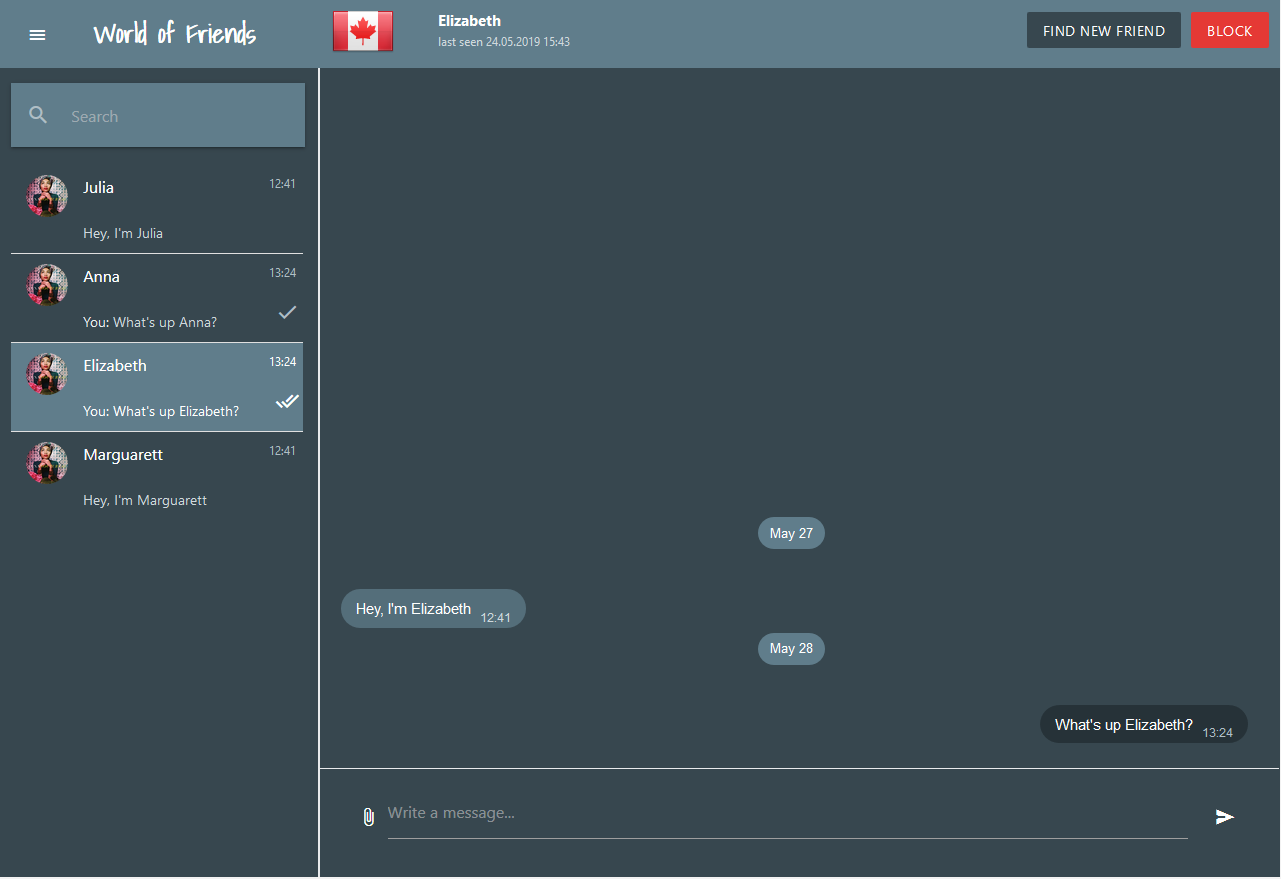 World of Friends
Elizabeth
last seen 24.05.2019 15:43
FIND NEW FRIEND
BLOCK
Search
Julia
12:41
Hey, I'm Julia
Anna
13:24
You: What's up Anna?
Elizabeth
13:24
You: What's up Elizabeth?
Marguarett
12:41
Hey, I'm Marguarett
May 27
Hey, I'm Elizabeth 12:41
May 28
What's up Elizabeth? 13:24
Write a message...